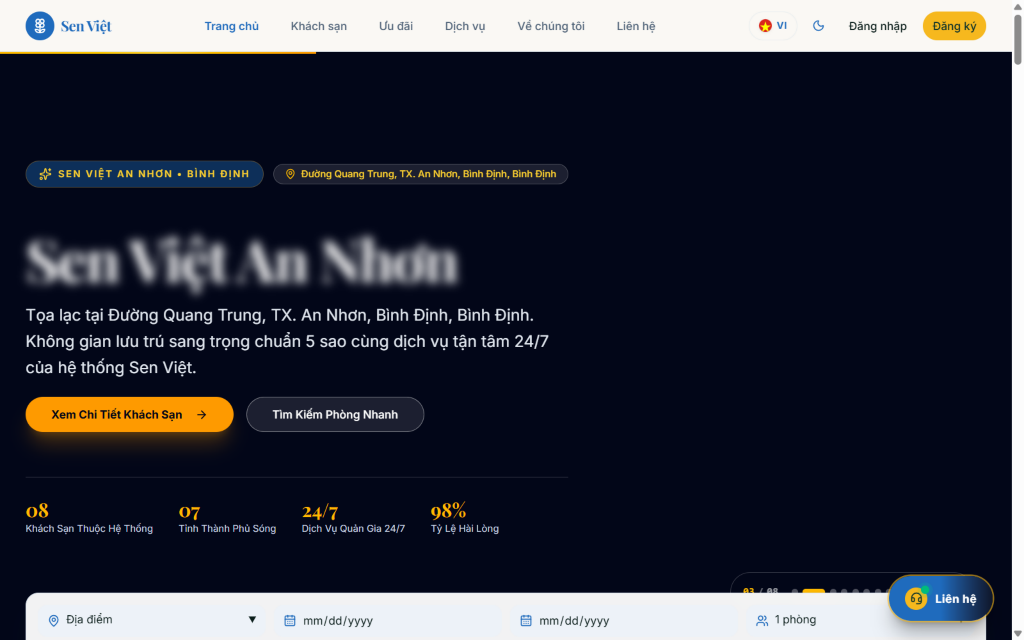 Sen Việt
Trang chủ
Khách sạn
Ưu đãi
Dịch vụ
Về chúng tôi
Liên hệ
VI
Đăng nhập
Đăng ký
SEN VIỆT AN NHƠN • BÌNH ĐỊNH
Đường Quang Trung, TX. An Nhơn, Bình Định, Bình Định
Sen Việt An Nhơn
Tọa lạc tại Đường Quang Trung, TX. An Nhơn, Bình Định, Bình Định.
Không gian lưu trú sang trọng chuẩn 5 sao cùng dịch vụ tận tâm 24/7
của hệ thống Sen Việt.
Xem Chi Tiết Khách Sạn →
Tìm Kiếm Phòng Nhanh
08
Khách Sạn Thuộc Hệ Thống
07
Tỉnh Thành Phủ Sóng
24/7
Dịch Vụ Quản Gia 24/7
98%
Tỷ Lệ Hài Lòng
03 / 08
Địa điểm
mm/dd/yyyy
mm/dd/yyyy
1 phòng
Liên hệ